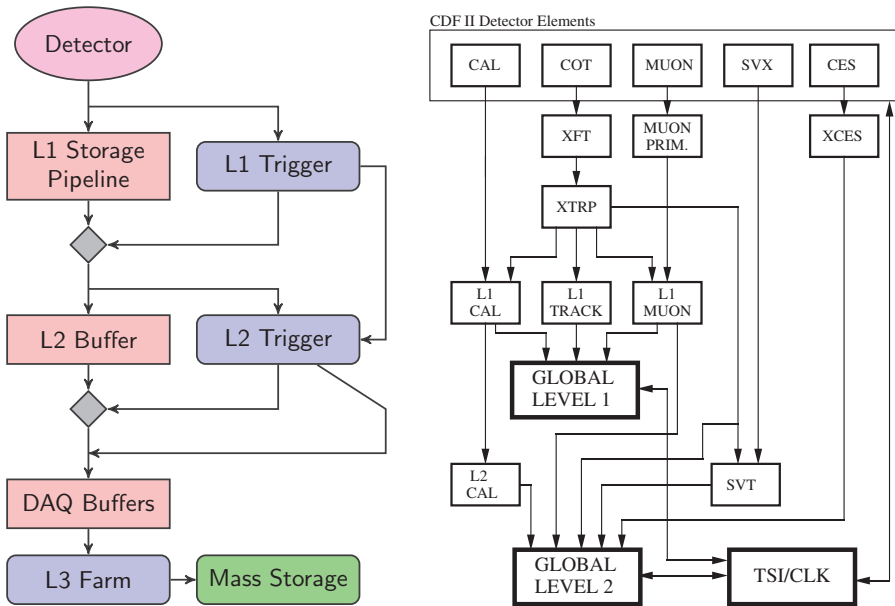 Detector
L1 Storage
Pipeline
L1 Trigger
L2 Buffer
L2 Trigger
DAQ Buffers
L3 Farm
Mass Storage
CDF II Detector Elements
CAL
COT
MUON
SVX
CES
XFT
MUON
PRIM.
XCES
XTRP
L1
CAL
L1
TRACK
L1
MUON
GLOBAL
LEVEL 1
L2
CAL
SVT
GLOBAL
LEVEL 2
TSI/CLK